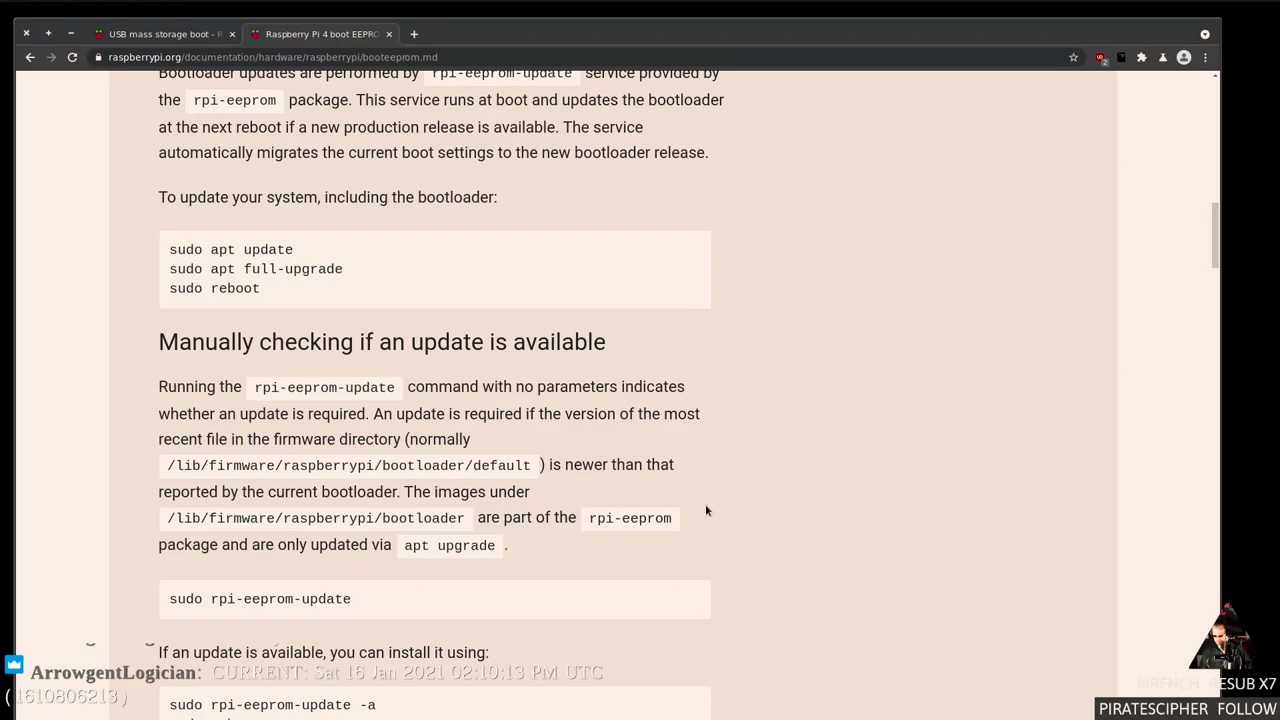 USB mass storage boot - R
Raspberry Pi 4 boot EEPRO
raspberrypi.org/documentation/hardware/raspberrypi/booteeprom.md
Bootloader updates are performed by rpi-eeprom-update service provided by
the rpi-eeprom package. This service runs at boot and updates the bootloader
at the next reboot if a new production release is available. The service
automatically migrates the current boot settings to the new bootloader release.
To update your system, including the bootloader:
sudo apt update
sudo apt full-upgrade
sudo reboot
Manually checking if an update is available
Running the rpi-eeprom-update command with no parameters indicates
whether an update is required. An update is required if the version of the most
recent file in the firmware directory (normally
/lib/firmware/raspberrypi/bootloader/default ) is newer than that
reported by the current bootloader. The images under
/lib/firmware/raspberrypi/bootloader are part of the rpi-eeprom
package and are only updated via apt upgrade .
sudo rpi-eeprom-update
If an update is available, you can install it using:
ArrowgentLogician: CURRENT: Sat 16 Jan 2021 02:10:13 PM UTC
(1610806213)
sudo rpi-eeprom-update -a
RESUB X7
PIRATESCIPHER FOLLOW